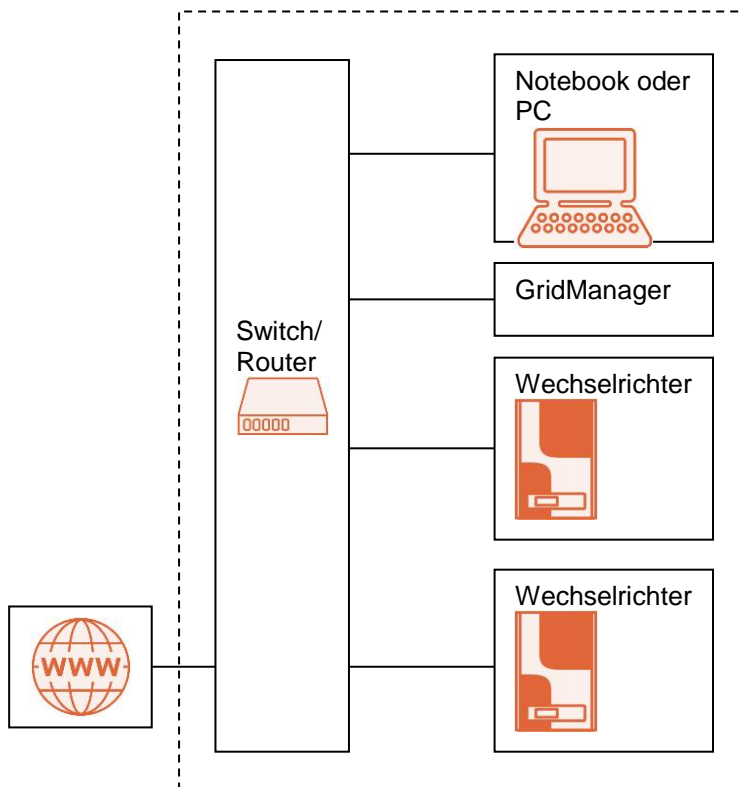 Notebook oder
PC
GridManager
Switch/
Router
Wechselrichter
Wechselrichter
WWW